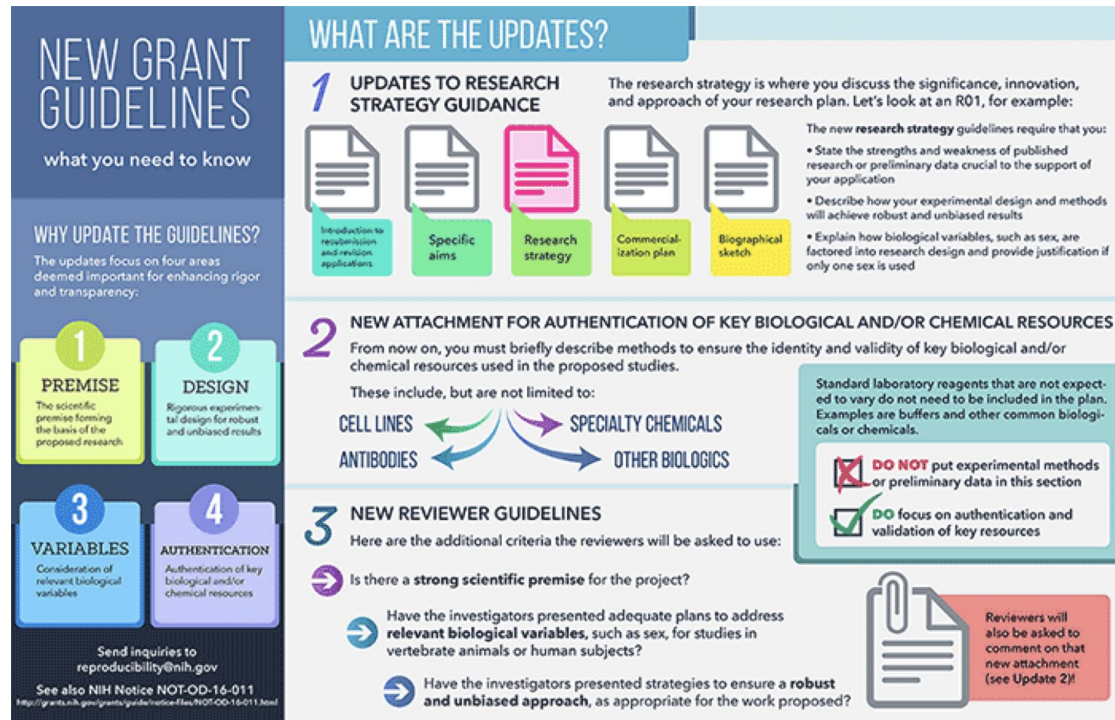 NEW GRANT
GUIDELINES
what you need to know
WHY UPDATE THE GUIDELINES?
The updates focus on four areas
deemed important for enhancing rigor
and transparency:
1
PREMISE
The scientific
premise forming
the basis of the
proposed research
2
DESIGN
Rigorous experimen-
tal design for robust
and unbiased results
3
VARIABLES
Consideration of
relevant biological
variables
4
AUTHENTICATION
Authentication of key
biological and/or
chemical resources
Send inquiries to
reproducibility@nih.gov
See also NIH Notice NOT-OD-16-011
http://grants.nih.gov/grants/guide/notice-files/NOT-OD-16-011.html
WHAT ARE THE UPDATES?
1
UPDATES TO RESEARCH
STRATEGY GUIDANCE
The research strategy is where you discuss the significance, innovation,
and approach of your research plan. Let's look at an R01, for example:
Introduction to
resubmission
and revision
applications
Specific
aims
Research
strategy
Commercial-
ization plan
Biographical
sketch
The new research strategy guidelines require that you:
• State the strengths and weakness of published
research or preliminary data crucial to the support of
your application
• Describe how your experimental design and methods
will achieve robust and unbiased results
• Explain how biological variables, such as sex, are
factored into research design and provide justification if
only one sex is used
2
NEW ATTACHMENT FOR AUTHENTICATION OF KEY BIOLOGICAL AND/OR CHEMICAL RESOURCES
From now on, you must briefly describe methods to ensure the identity and validity of key biological and/or
chemical resources used in the proposed studies.
These include, but are not limited to:
CELL LINES
SPECIALTY CHEMICALS
ANTIBODIES
OTHER BIOLOGICS
Standard laboratory reagents that are not expect-
ed to vary do not need to be included in the plan.
Examples are buffers and other common biologi-
cals or chemicals.
DO NOT put experimental methods
or preliminary data in this section
DO focus on authentication and
validation of key resources
3
NEW REVIEWER GUIDELINES
Here are the additional criteria the reviewers will be asked to use:
Is there a strong scientific premise for the project?
Have the investigators presented adequate plans to address
relevant biological variables, such as sex, for studies in
vertebrate animals or human subjects?
Have the investigators presented strategies to ensure a robust
and unbiased approach, as appropriate for the work proposed?
Reviewers will
also be asked to
comment on that
new attachment
(see Update 2)!